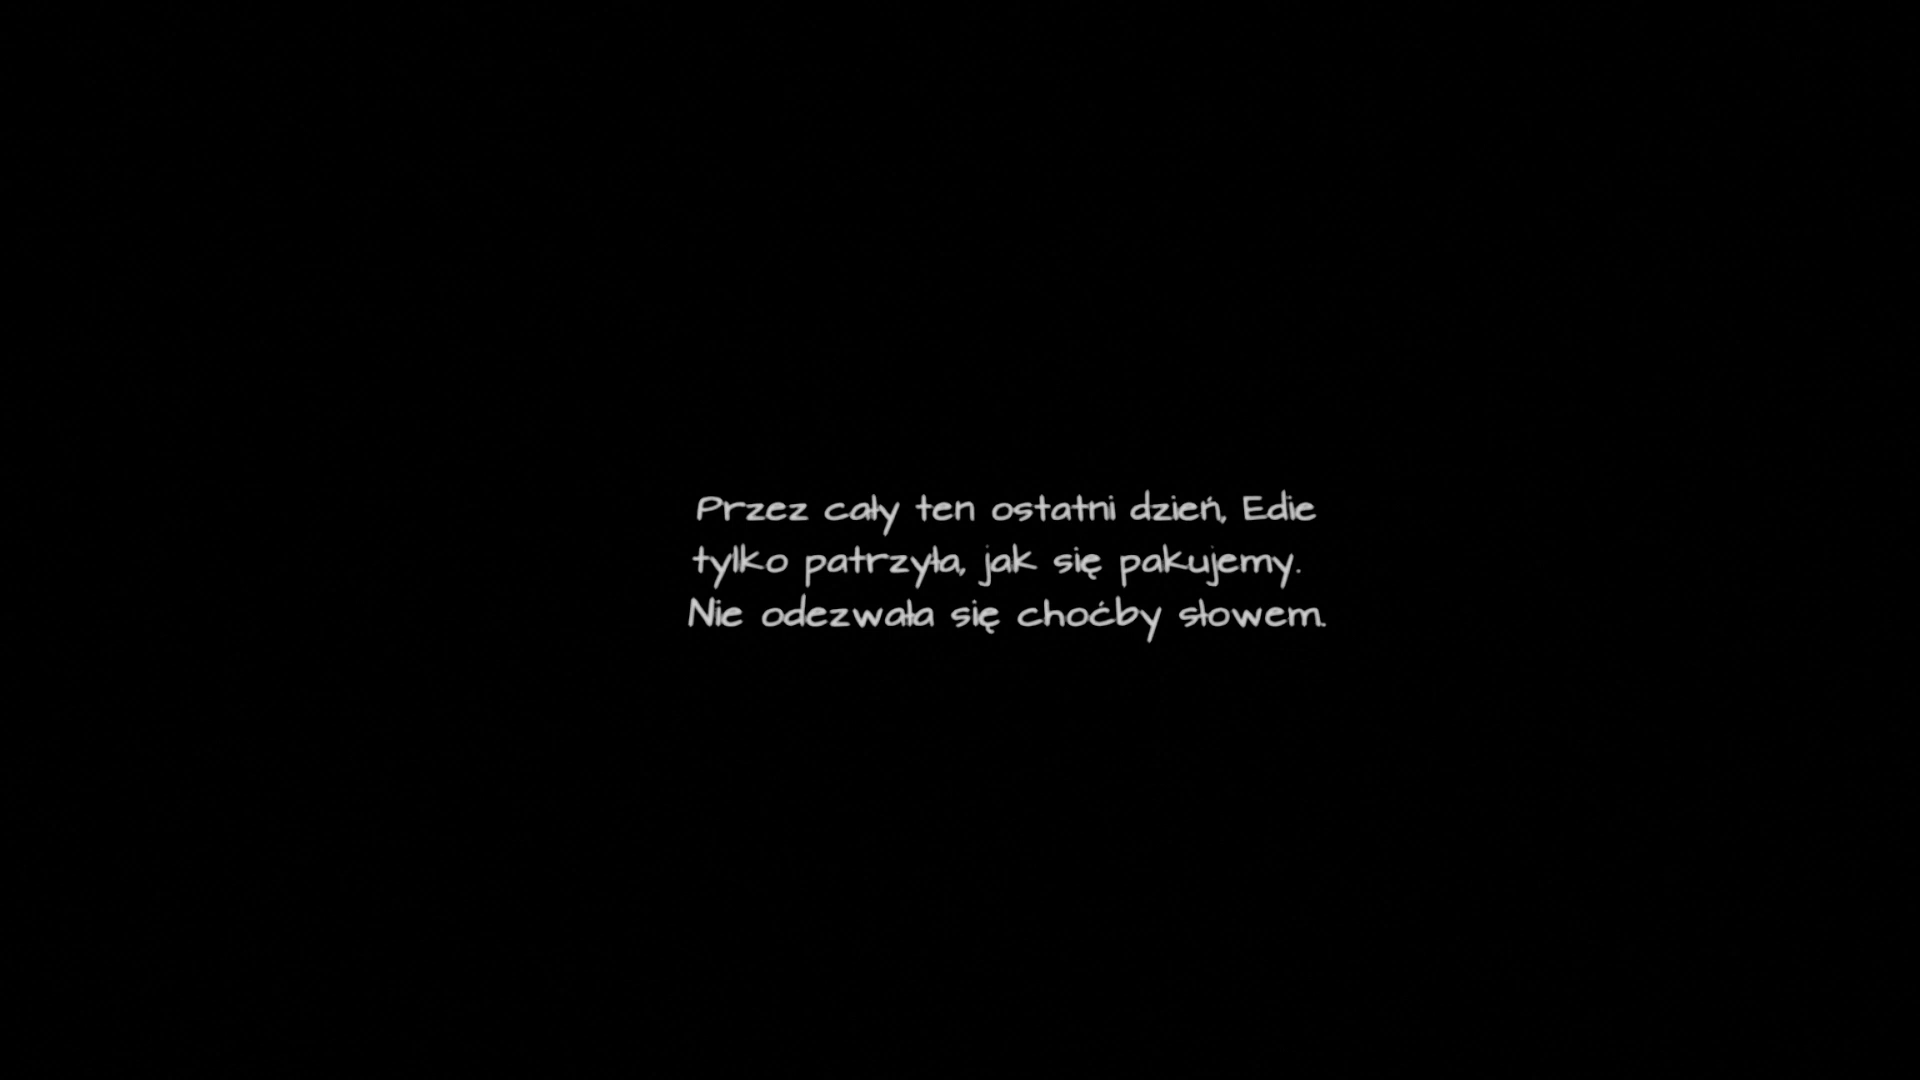 Przez cały ten ostatni dzień, Edie
tylko patrzyła, jak się pakujemy.
Nie odezwała się choćby słowem.